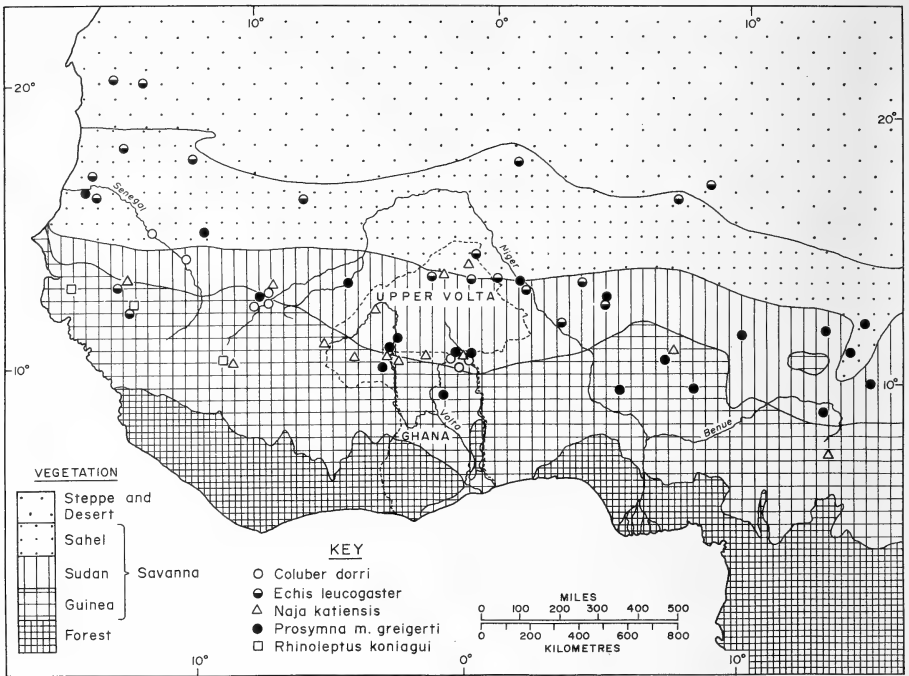 10° 0° 10°
20° 20°
Senegal
Niger
UPPER VOLTA
10° 10°
Volta
Benue
GHANA
VEGETATION
Steppe and
Desert
Sahel
Sudan
Savanna
Guinea
Forest
KEY
Coluber dorri
Echis leucogaster
Naja katiensis
Prosymna m. greigerti
Rhinoleptus koniagui
MILES
0 100 200 300 400 500
0 200 400 600 800
KILOMETRES
10° 0° 10°